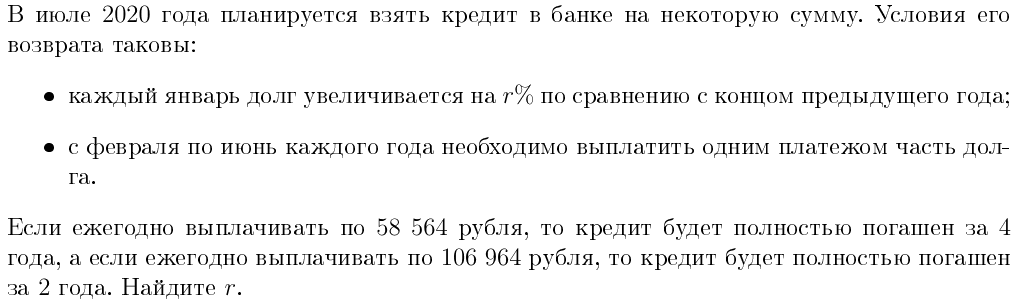 В июле 2020 года планируется взять кредит в банке на некоторую сумму. Условия его
возврата таковы:
• каждый январь долг увеличивается на r% по сравнению с концом предыдущего года;
• с февраля по июнь каждого года необходимо выплатить одним платежом часть дол-
га.
Если ежегодно выплачивать по 58 564 рубля, то кредит будет полностью погашен за 4
года, а если ежегодно выплачивать по 106 964 рубля, то кредит будет полностью погашен
за 2 года. Найдите r.